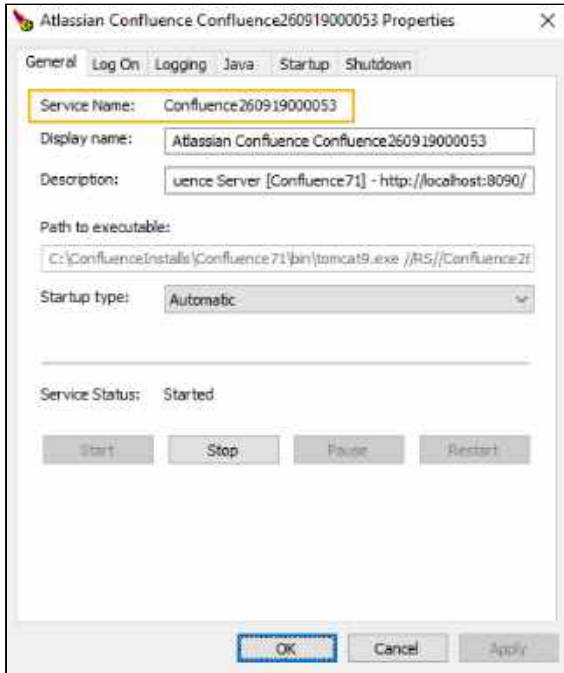 Atlassian Confluence Confluence260919000053 Properties
General Log On Logging Java Startup Shutdown
Service Name: Confluence260919000053
Display name: Atlassian Confluence Confluence260919000053
Description: uence Server [Confluence71] - http://localhost:8090/
Path to executable:
C:\ConfluenceInstalls\Confluence71\bin\tomcat9.exe //RS//Confluence26
Startup type: Automatic
Service Status: Started
Start Stop Pause Restart
OK Cancel Apply